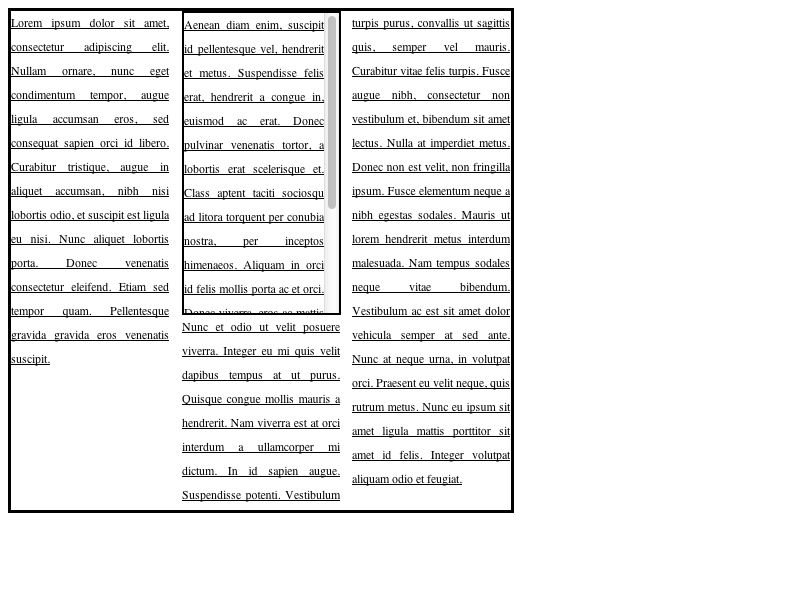 Lorem ipsum dolor sit amet,
consectetur adipiscing elit.
Nullam ornare, nunc eget
condimentum tempor, augue
ligula accumsan eros, sed
consequat sapien orci id libero.
Curabitur tristique, augue in
aliquet accumsan, nibh nisi
lobortis odio, et suscipit est ligula
eu nisi. Nunc aliquet lobortis
porta. Donec venenatis
consectetur eleifend. Etiam sed
tempor quam. Pellentesque
gravida gravida eros venenatis
suscipit.
Aenean diam enim, suscipit
id pellentesque vel, hendrerit
et metus. Suspendisse felis
erat, hendrerit a congue in,
euismod ac erat. Donec
pulvinar venenatis tortor, a
lobortis erat scelerisque et.
Class aptent taciti sociosqu
ad litora torquent per conubia
nostra, per inceptos
himenaeos. Aliquam in orci
id felis mollis porta ac et orci.
Donec viverra, eros ac mattis
Nunc et odio ut velit posuere
viverra. Integer eu mi quis velit
dapibus tempus at ut purus.
Quisque congue mollis mauris a
hendrerit. Nam viverra est at orci
interdum a ullamcorper mi
dictum. In id sapien augue.
Suspendisse potenti. Vestibulum
turpis purus, convallis ut sagittis
quis, semper vel mauris.
Curabitur vitae felis turpis. Fusce
augue nibh, consectetur non
vestibulum et, bibendum sit amet
lectus. Nulla at imperdiet metus.
Donec non est velit, non fringilla
ipsum. Fusce elementum neque a
nibh egestas sodales. Mauris ut
lorem hendrerit metus interdum
malesuada. Nam tempus sodales
neque vitae bibendum.
Vestibulum ac est sit amet dolor
vehicula semper at sed ante.
Nunc at neque urna, in volutpat
orci. Praesent eu velit neque, quis
rutrum metus. Nunc eu ipsum sit
amet ligula mattis porttitor sit
amet id felis. Integer volutpat
aliquam odio et feugiat.